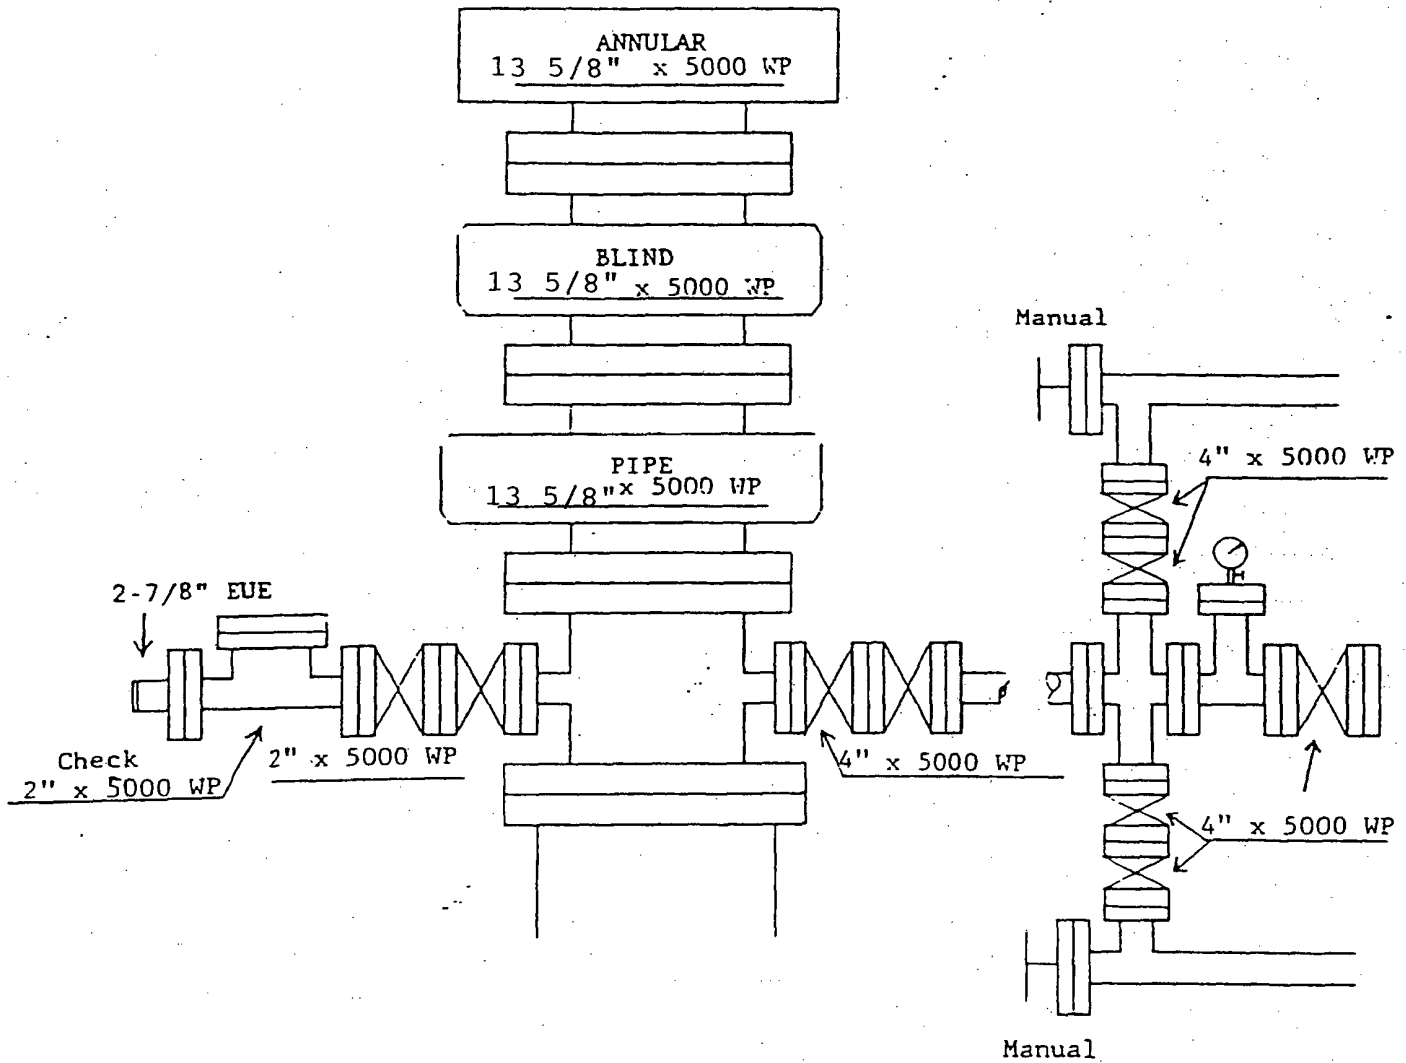 ANNULAR
13 5/8" x 5000 WP
BLIND
13 5/8" x 5000 WP
PIPE
13 5/8" x 5000 WP
Manual
4" x 5000 WP
2-7/8" EUE
Check
2" x 5000 WP
2" x 5000 WP
4" x 5000 WP
4" x 5000 WP
Manual